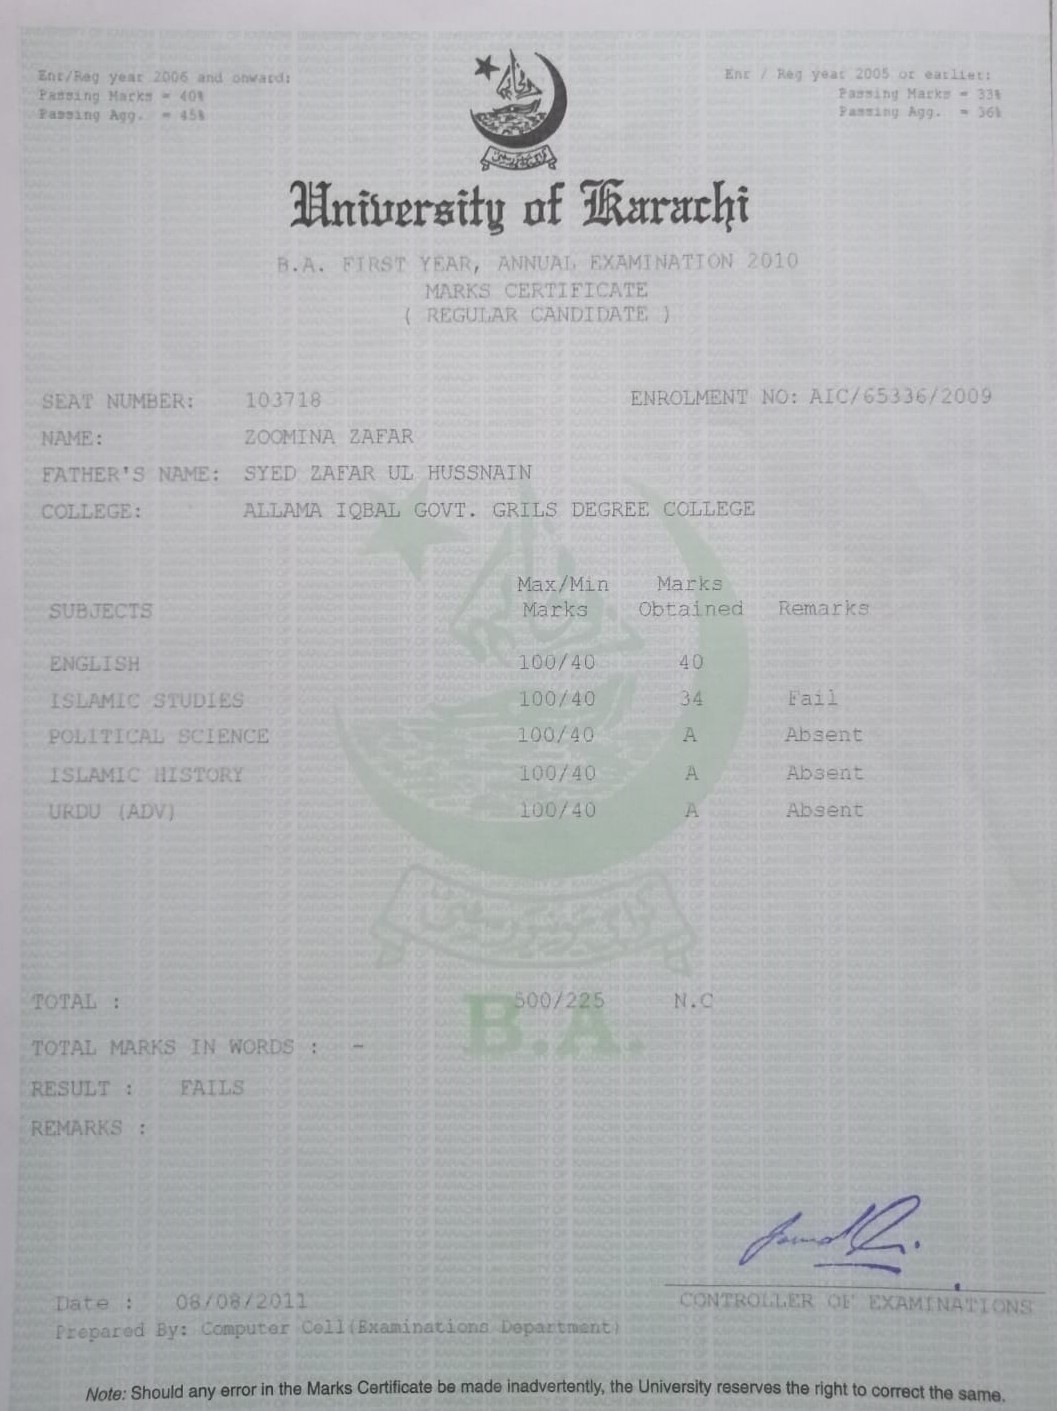 Enr/Reg year 2006 and onward:
Passing Marks = 40%
Passing Agg. = 45%
Enr / Reg year 2005 or earlier:
Passing Marks = 33%
Passing Agg. = 36%
University of Karachi
B.A. FIRST YEAR, ANNUAL EXAMINATION 2010
MARKS CERTIFICATE
( REGULAR CANDIDATE )
SEAT NUMBER: 103718 ENROLMENT NO: AIC/65336/2009
NAME: ZOOMINA ZAFAR
FATHER'S NAME: SYED ZAFAR UL HUSSNAIN
COLLEGE: ALLAMA IQBAL GOVT. GRILS DEGREE COLLEGE
Max/Min Marks
SUBJECTS Marks Obtained Remarks
ENGLISH 100/40 40
ISLAMIC STUDIES 100/40 34 Fail
POLITICAL SCIENCE 100/40 A Absent
ISLAMIC HISTORY 100/40 A Absent
URDU (ADV) 100/40 A Absent
TOTAL : 500/225 N.C
B.A.
TOTAL MARKS IN WORDS : -
RESULT : FAILS
REMARKS :
Date : 08/08/2011 CONTROLLER OF EXAMINATIONS
Prepared By: Computer Cell(Examinations Department)
Note: Should any error in the Marks Certificate be made inadvertently, the University reserves the right to correct the same.